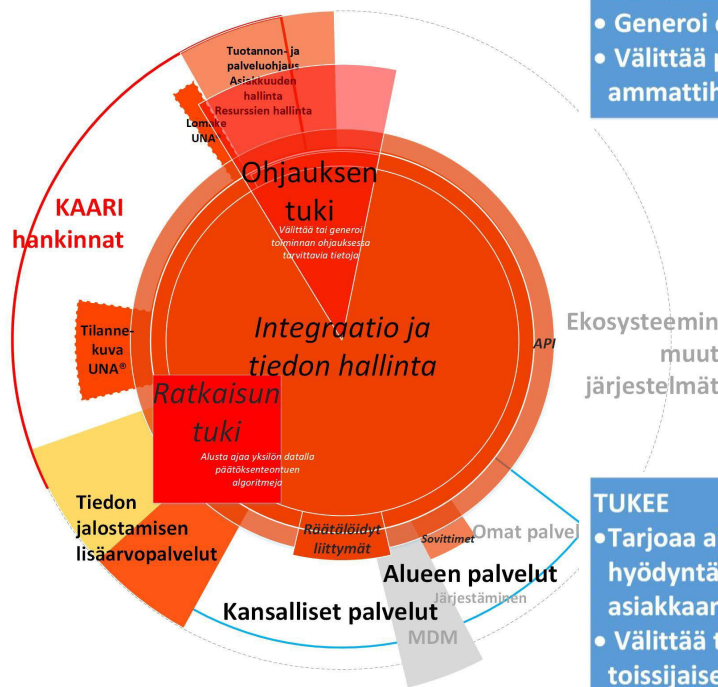 Generoi
Välittää
Tuotannon- ja
palveluohjaus
Asiakkuuden
hallinta
Resurssien hallinta
Lomake
UNA
Ohjauksen
tuki
Välittää tai generoi
toiminnan ohjauksessa
tarvittavia tietoja
KAARI
hankinnat
Integraatio ja
tiedon hallinta
API
Ekosysteemin
muut
järjestelmät
Tilanne-
kuva
UNA®
Ratkaisun
tuki
Alusta ajaa yksilön datalla
päätöksenteontuen
algoritmeja
Tiedon
jalostamisen
lisäarvopalvelut
Räätälöidyt
liittymät
Sovittimet
Omat palvel
Alueen palvelut
Järjestäminen
Kansalliset palvelut
MDM
TUKEE
•Tarjoaa a
hyödyntä
asiakkaan
• Välittää t
toissijaise